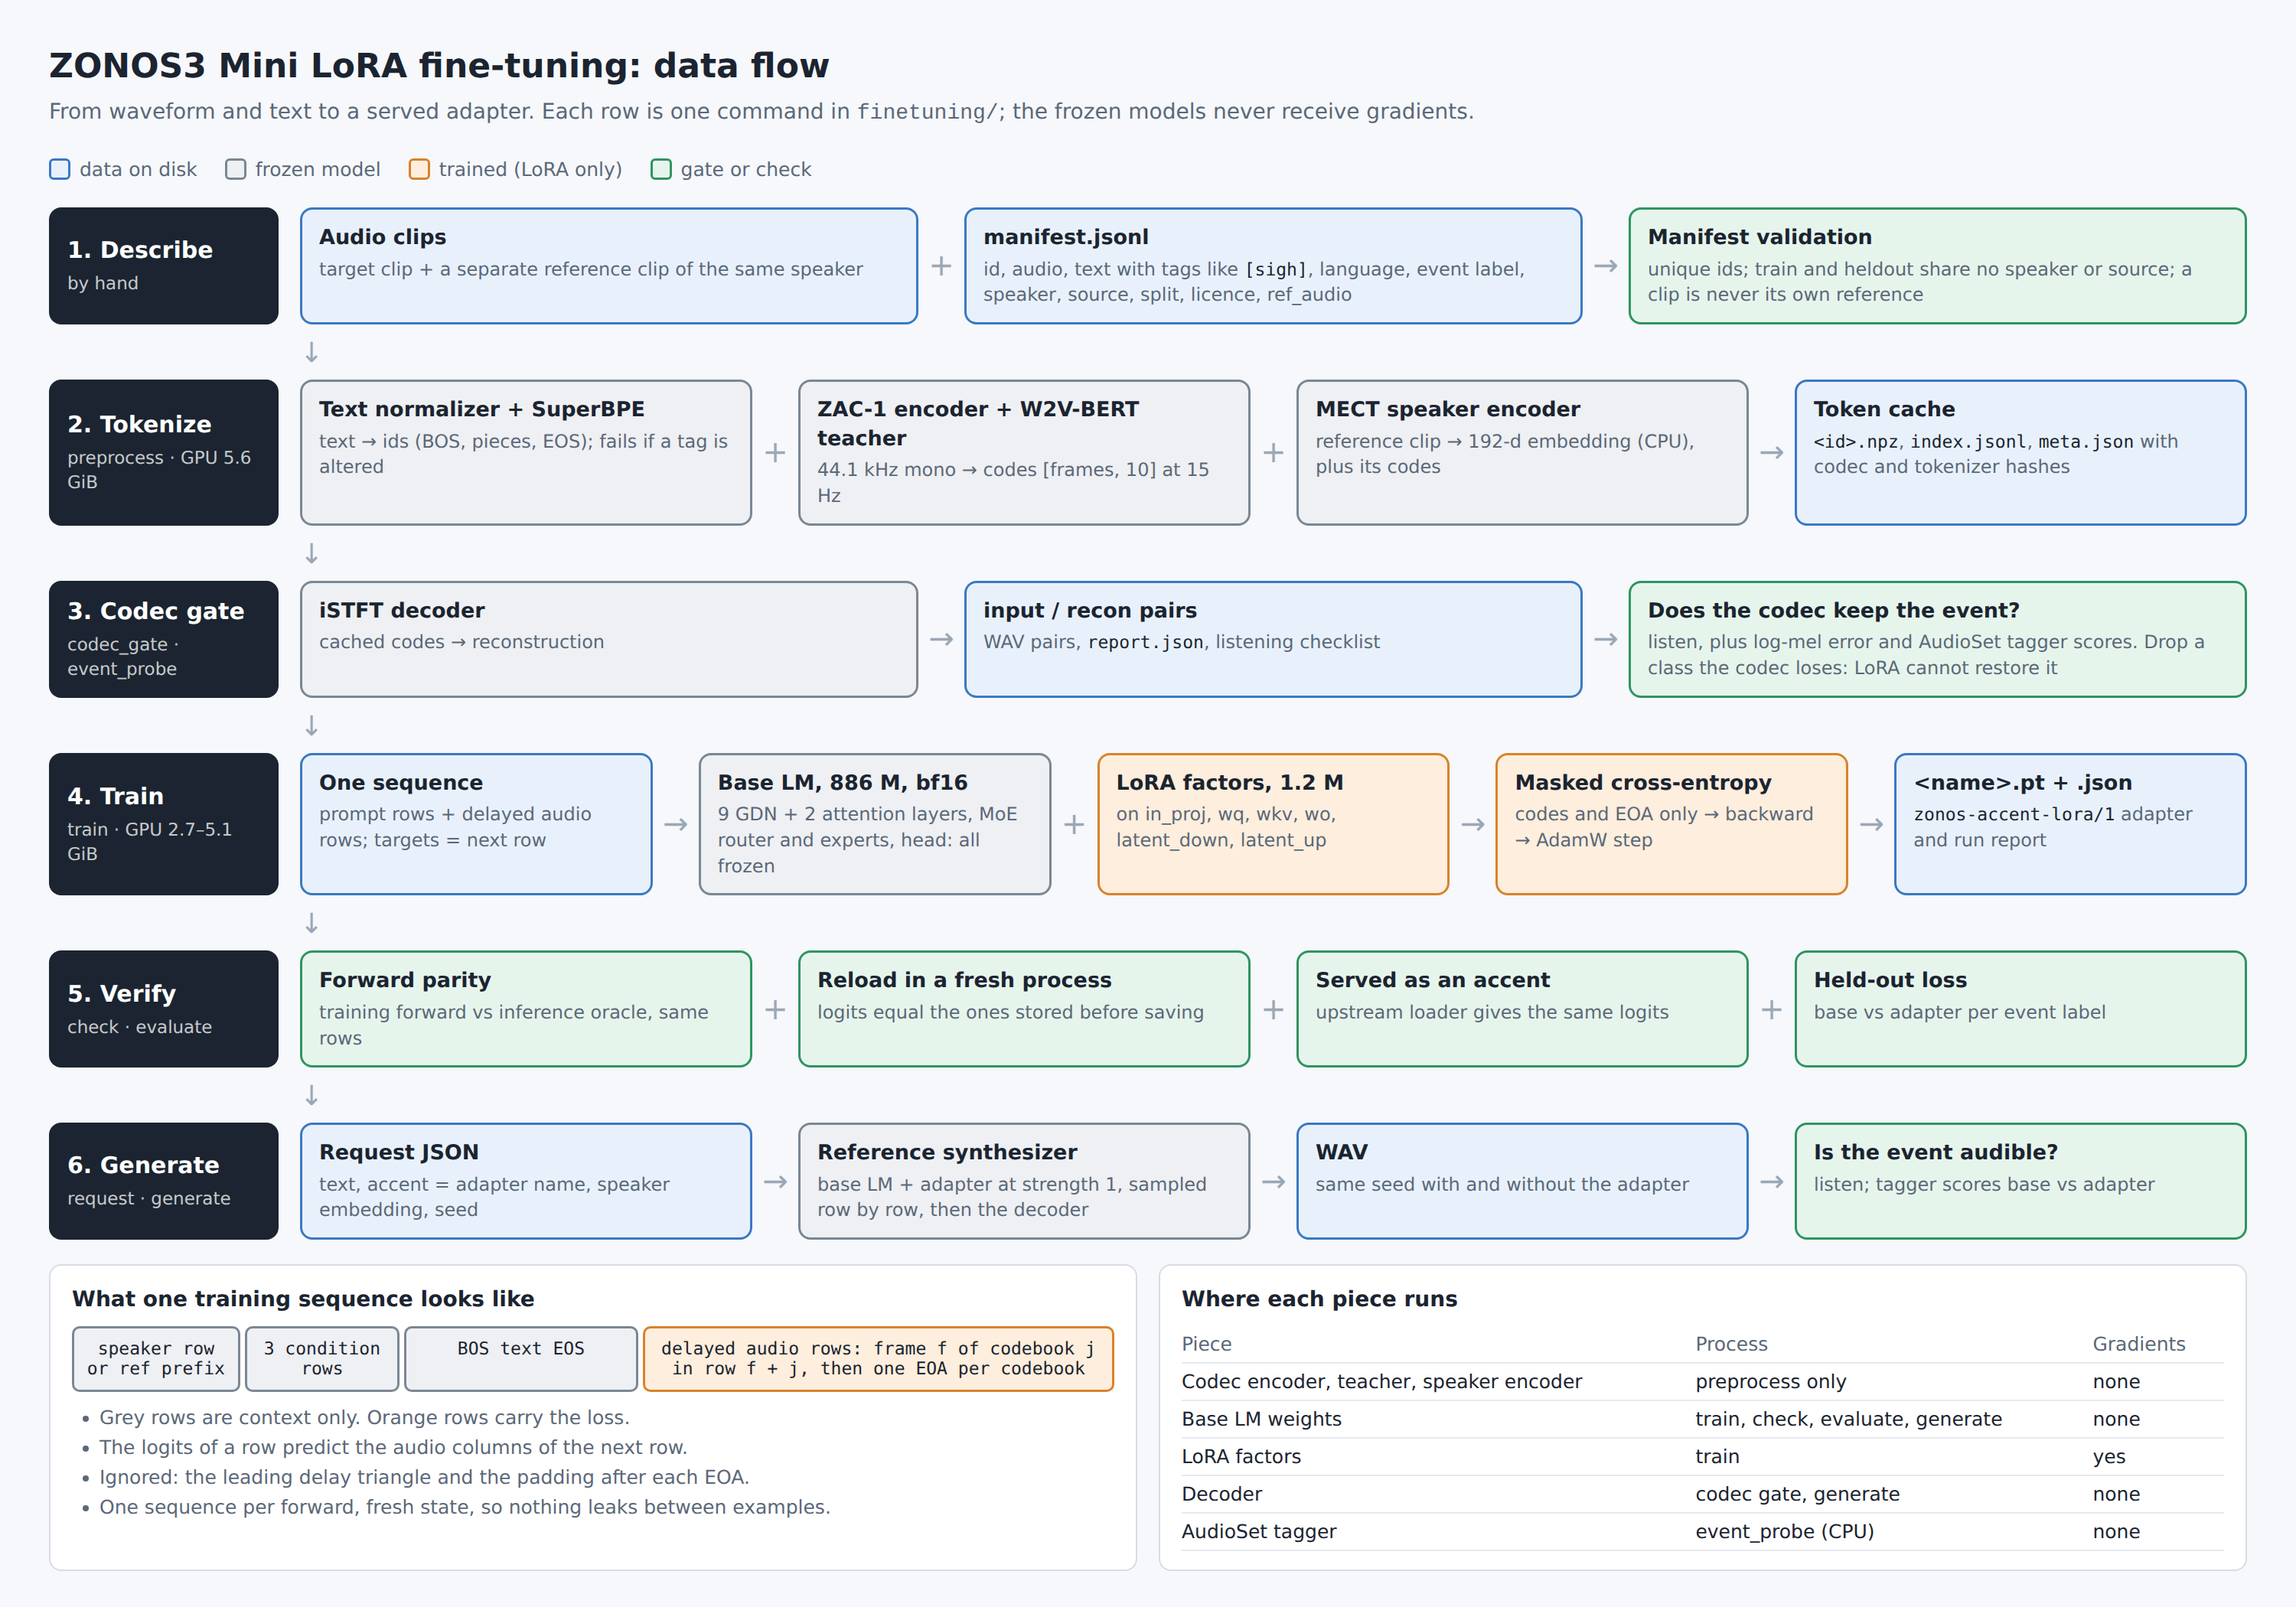 ZONOS3 Mini LoRA fine-tuning: data flow
From waveform and text to a served adapter. Each row is one command in finetuning/; the frozen models never receive gradients.
data on disk
frozen model
trained (LoRA only)
gate or check
1. Describe
by hand
Audio clips
target clip + a separate reference clip of the same speaker
+
manifest.jsonl
id, audio, text with tags like [sigh], language, event label,
speaker, source, split, licence, ref_audio
→
Manifest validation
unique ids; train and heldout share no speaker or source; a
clip is never its own reference
↓
2. Tokenize
preprocess · GPU 5.6
GiB
Text normalizer + SuperBPE
text → ids (BOS, pieces, EOS); fails if a tag is
altered
+
ZAC-1 encoder + W2V-BERT
teacher
44.1 kHz mono → codes [frames, 10] at 15
Hz
+
MECT speaker encoder
reference clip → 192-d embedding (CPU),
plus its codes
→
Token cache
<id>.npz, index.jsonl, meta.json with
codec and tokenizer hashes
↓
3. Codec gate
codec_gate ·
event_probe
iSTFT decoder
cached codes → reconstruction
→
input / recon pairs
WAV pairs, report.json, listening checklist
→
Does the codec keep the event?
listen, plus log-mel error and AudioSet tagger scores. Drop a
class the codec loses: LoRA cannot restore it
↓
4. Train
train · GPU 2.7–5.1
GiB
One sequence
prompt rows + delayed audio
rows; targets = next row
→
Base LM, 886 M, bf16
9 GDN + 2 attention layers, MoE
router and experts, head: all
frozen
+
LoRA factors, 1.2 M
on in_proj, wq, wkv, wo,
latent_down, latent_up
→
Masked cross-entropy
codes and EOA only → backward
→ AdamW step
→
<name>.pt + .json
zonos-accent-lora/1 adapter
and run report
↓
5. Verify
check · evaluate
Forward parity
training forward vs inference oracle, same
rows
+
Reload in a fresh process
logits equal the ones stored before saving
+
Served as an accent
upstream loader gives the same logits
+
Held-out loss
base vs adapter per event label
↓
6. Generate
request · generate
Request JSON
text, accent = adapter name, speaker
embedding, seed
→
Reference synthesizer
base LM + adapter at strength 1, sampled
row by row, then the decoder
→
WAV
same seed with and without the adapter
→
Is the event audible?
listen; tagger scores base vs adapter
What one training sequence looks like
speaker row
or ref prefix
3 condition
rows
BOS text EOS
delayed audio rows: frame f of codebook j
in row f + j, then one EOA per codebook
• Grey rows are context only. Orange rows carry the loss.
• The logits of a row predict the audio columns of the next row.
• Ignored: the leading delay triangle and the padding after each EOA.
• One sequence per forward, fresh state, so nothing leaks between examples.
Where each piece runs
Piece Process Gradients
Codec encoder, teacher, speaker encoder preprocess only none
Base LM weights train, check, evaluate, generate none
LoRA factors train yes
Decoder codec gate, generate none
AudioSet tagger event_probe (CPU) none